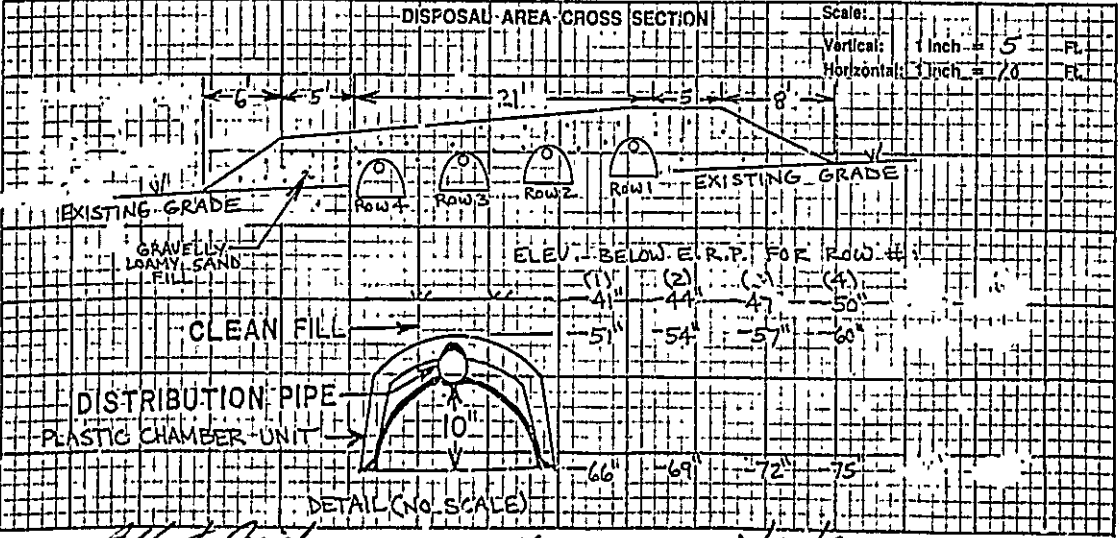 DISPOSAL AREA CROSS SECTION
Scale:
Vertical: 1 Inch = 5 Ft.
Horizontal: 1 Inch = 10 Ft.
6' 5' 21' 5 8'
ROW 4 ROW 3 ROW 2 ROW 1
EXISTING GRADE
EXISTING GRADE
GRAVELLY
LOAMY SAND
FILL
ELEV. BELOW E.R.P. FOR ROW #:
(1) (2) (4)
-41" -44" -47 -50"
CLEAN FILL
-51" -54" -57" -60"
DISTRIBUTION PIPE
PLASTIC CHAMBER UNIT
10"
-66" -69" -72" -75"
DETAIL (NO SCALE)